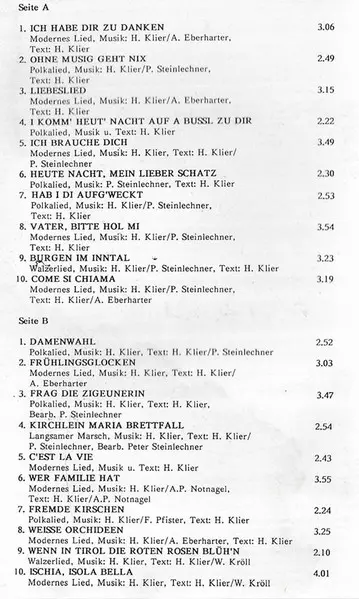 Seite A
1. ICH HABE DIR ZU DANKEN 3.06
Modernes Lied, Musik: H. Klier/A. Eberharter,
Text: H. Klier
2. OHNE MUSIG GEHT NIX 2.49
Polkalied, Musik: H. Klier/P. Steinlechner,
Text: H. Klier
3. LIEBESLIED 3.15
Modernes Lied, Musik: H. Klier/A. Eberharter,
Text: H. Klier
4. I KOMM' HEUT' NACHT AUF A BUSSL ZU DIR 2.22
Polkalied, Musik u. Text: H. Klier
5. ICH BRAUCHE DICH 3.49
Modernes Lied, Musik: H. Klier, Text: H. Klier/
P. Steinlechner
6. HEUTE NACHT, MEIN LIEBER SCHATZ 2.30
Polkalied, Musik: P. Steinlechner, Text: H. Klier
7. HAB I DI AUFG'WECKT 2.53
Polkalied, Musik: H. Klier/P. Steinlechner,
Text: H. Klier
8. VATER, BITTE HOL MI 3.54
Modernes Lied, Musik: H. Klier/P. Steinlechner,
Text: H. Klier
9. BURGEN IM INNTAL 3.23
Walzerlied, Musik: H. Klier/P. Steinlechner, Text: H. Klier
10. COME SI CHIAMA 3.19
Modernes Lied, Musik: H. Klier/P. Steinlechner,
Text: H. Klier/A. Eberharter
Seite B
1. DAMENWAHL 2.52
Polkalied, Musik: H. Klier, Text: H. Klier/P. Steinlechner
2. FRÜHLINGSGLOCKEN 3.03
Modernes Lied, Musik: H. Klier, Text: H. Klier/
A. Eberharter
3. FRAG DIE ZIGEUNERIN 3.47
Polkalied, Musik: H. Klier, Text: H. Klier,
Bearb. P. Steinlechner
4. KIRCHLEIN MARIA BRETTFALL 2.54
Langsamer Marsch, Musik: H. Klier, Text: H. Klier/
P. Steinlechner, Bearb. Peter Steinlechner
5. C'EST LA VIE 2.43
Modernes Lied, Musik u. Text: H. Klier
6. WER FAMILIE HAT 3.55
Modernes Lied, Musik: H. Klier/A.P. Notnagel,
Text: H. Klier/A.P. Notnagel
7. FREMDE KIRSCHEN 2.24
Polkalied, Musik: H. Klier/F. Pfister, Text: H. Klier
8. WEISSE ORCHIDEEN 3.25
Modernes Lied, Musik: H. Klier/A. Eberharter, Text: H. Klier
9. WENN IN TIROL DIE ROTEN ROSEN BLÜH'N 2.10
Walzerlied, Musik: H. Klier, Text: H. Klier/W. Kröll
10. ISCHIA, ISOLA BELLA 4.01
Modernes Lied, Musik: H. Klier, Text: H. Klier/W. Kröll